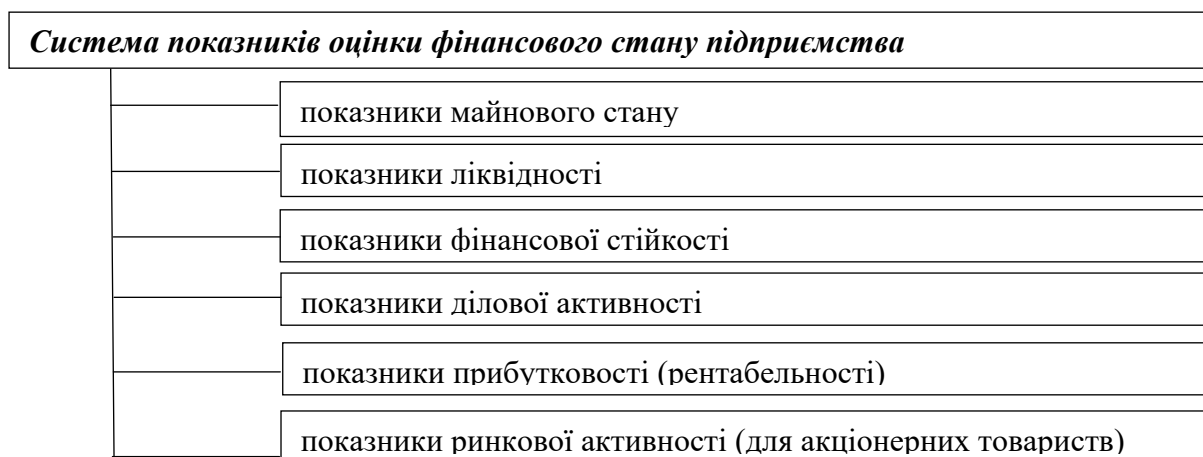 Система показників оцінки фінансового стану підприємства
показники майнового стану
показники ліквідності
показники фінансової стійкості
показники ділової активності
показники прибутковості (рентабельності)
показники ринкової активності (для акціонерних товариств)